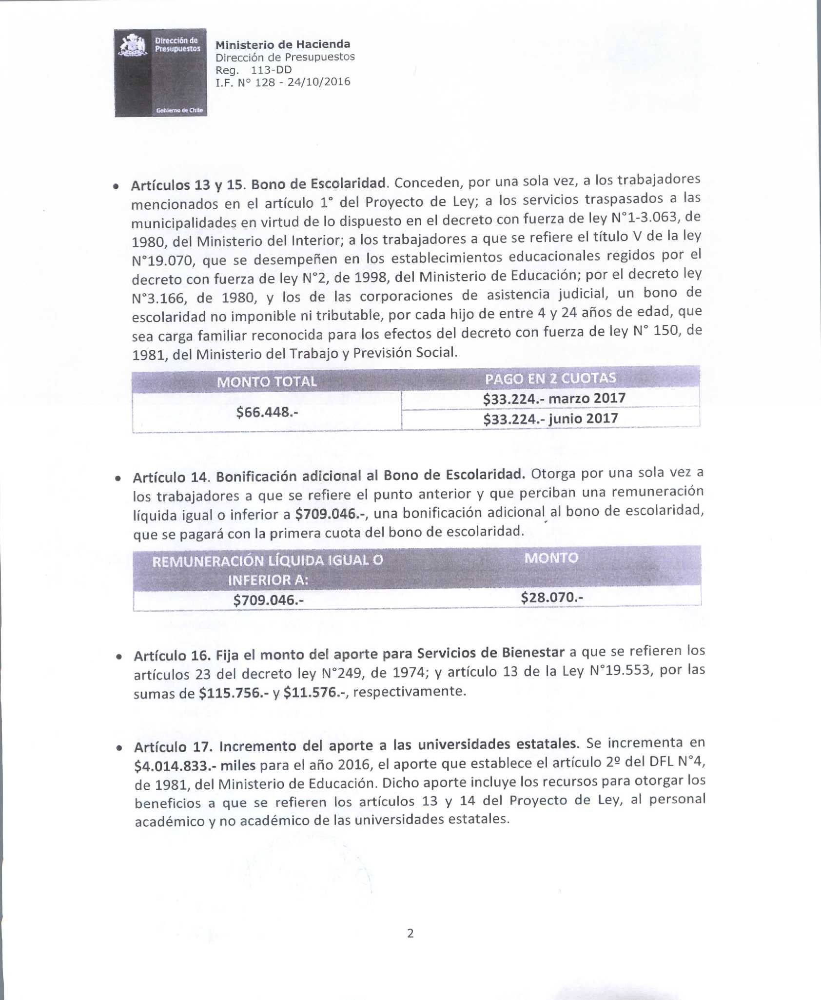 Dirección de
Presupuestos
Gobierno de Chile
Ministerio de Hacienda
Dirección de Presupuestos
Reg. 113-DD
I.F. N° 128 - 24/10/2016
• Artículos 13 y 15. Bono de Escolaridad. Conceden, por una sola vez, a los trabajadores
mencionados en el artículo 1° del Proyecto de Ley; a los servicios traspasados a las
municipalidades en virtud de lo dispuesto en el decreto con fuerza de ley N°1-3.063, de
1980, del Ministerio del Interior; a los trabajadores a que se refiere el título V de la ley
N°19.070, que se desempeñen en los establecimientos educacionales regidos por el
decreto con fuerza de ley N°2, de 1998, del Ministerio de Educación; por el decreto ley
N°3.166, de 1980, y los de las corporaciones de asistencia judicial, un bono de
escolaridad no imponible ni tributable, por cada hijo de entre 4 y 24 años de edad, que
sea carga familiar reconocida para los efectos del decreto con fuerza de ley N° 150, de
1981, del Ministerio del Trabajo y Previsión Social.
MONTO TOTAL PAGO EN 2 CUOTAS
$66.448.-
$33.224.- marzo 2017
$33.224.- junio 2017
• Artículo 14. Bonificación adicional al Bono de Escolaridad. Otorga por una sola vez a
los trabajadores a que se refiere el punto anterior y que perciban una remuneración
líquida igual o inferior a $709.046.-, una bonificación adicional al bono de escolaridad,
que se pagará con la primera cuota del bono de escolaridad.
REMUNERACIÓN LÍQUIDA IGUAL O MONTO
INFERIOR A:
$709.046.- $28.070.-
• Artículo 16. Fija el monto del aporte para Servicios de Bienestar a que se refieren los
artículos 23 del decreto ley N°249, de 1974; y artículo 13 de la Ley N°19.553, por las
sumas de $115.756.- y $11.576.-, respectivamente.
• Artículo 17. Incremento del aporte a las universidades estatales. Se incrementa en
$4.014.833.- miles para el año 2016, el aporte que establece el artículo 2º del DFL N°4,
de 1981, del Ministerio de Educación. Dicho aporte incluye los recursos para otorgar los
beneficios a que se refieren los artículos 13 y 14 del Proyecto de Ley, al personal
académico y no académico de las universidades estatales.
2